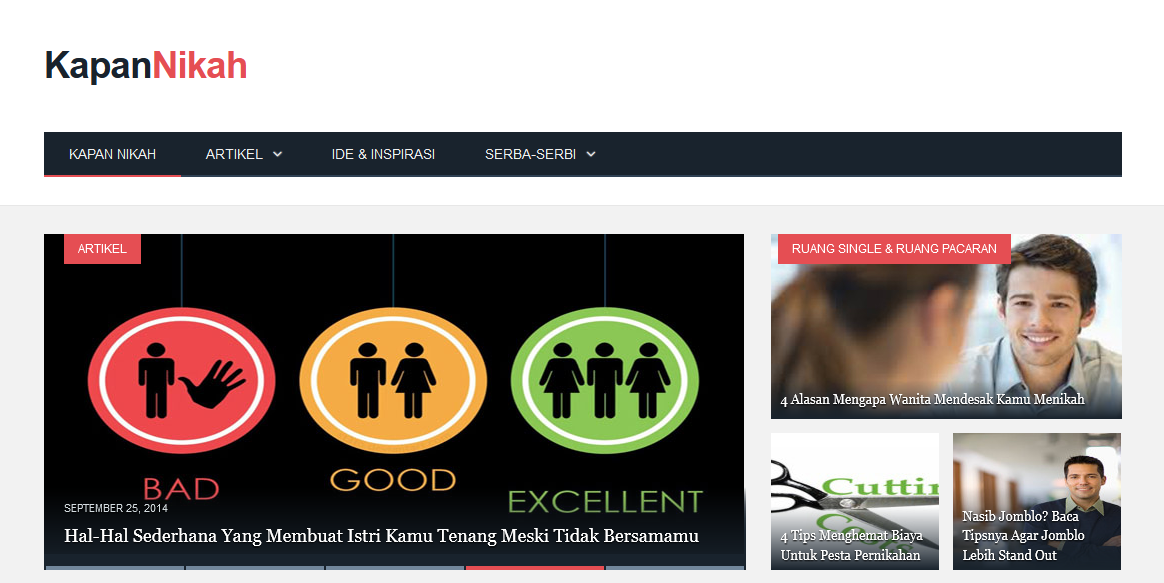 KapanNikah
KAPAN NIKAH
ARTIKEL
IDE & INSPIRASI
SERBA-SERBI
ARTIKEL
BAD
GOOD
EXCELLENT
SEPTEMBER 25, 2014
Hal-Hal Sederhana Yang Membuat Istri Kamu Tenang Meski Tidak Bersamamu
RUANG SINGLE & RUANG PACARAN
4 Alasan Mengapa Wanita Mendesak Kamu Menikah
4 Tips Menghemat Biaya
Untuk Pesta Pernikahan
Nasib Jomblo? Baca
Tipsnya Agar Jomblo
Lebih Stand Out